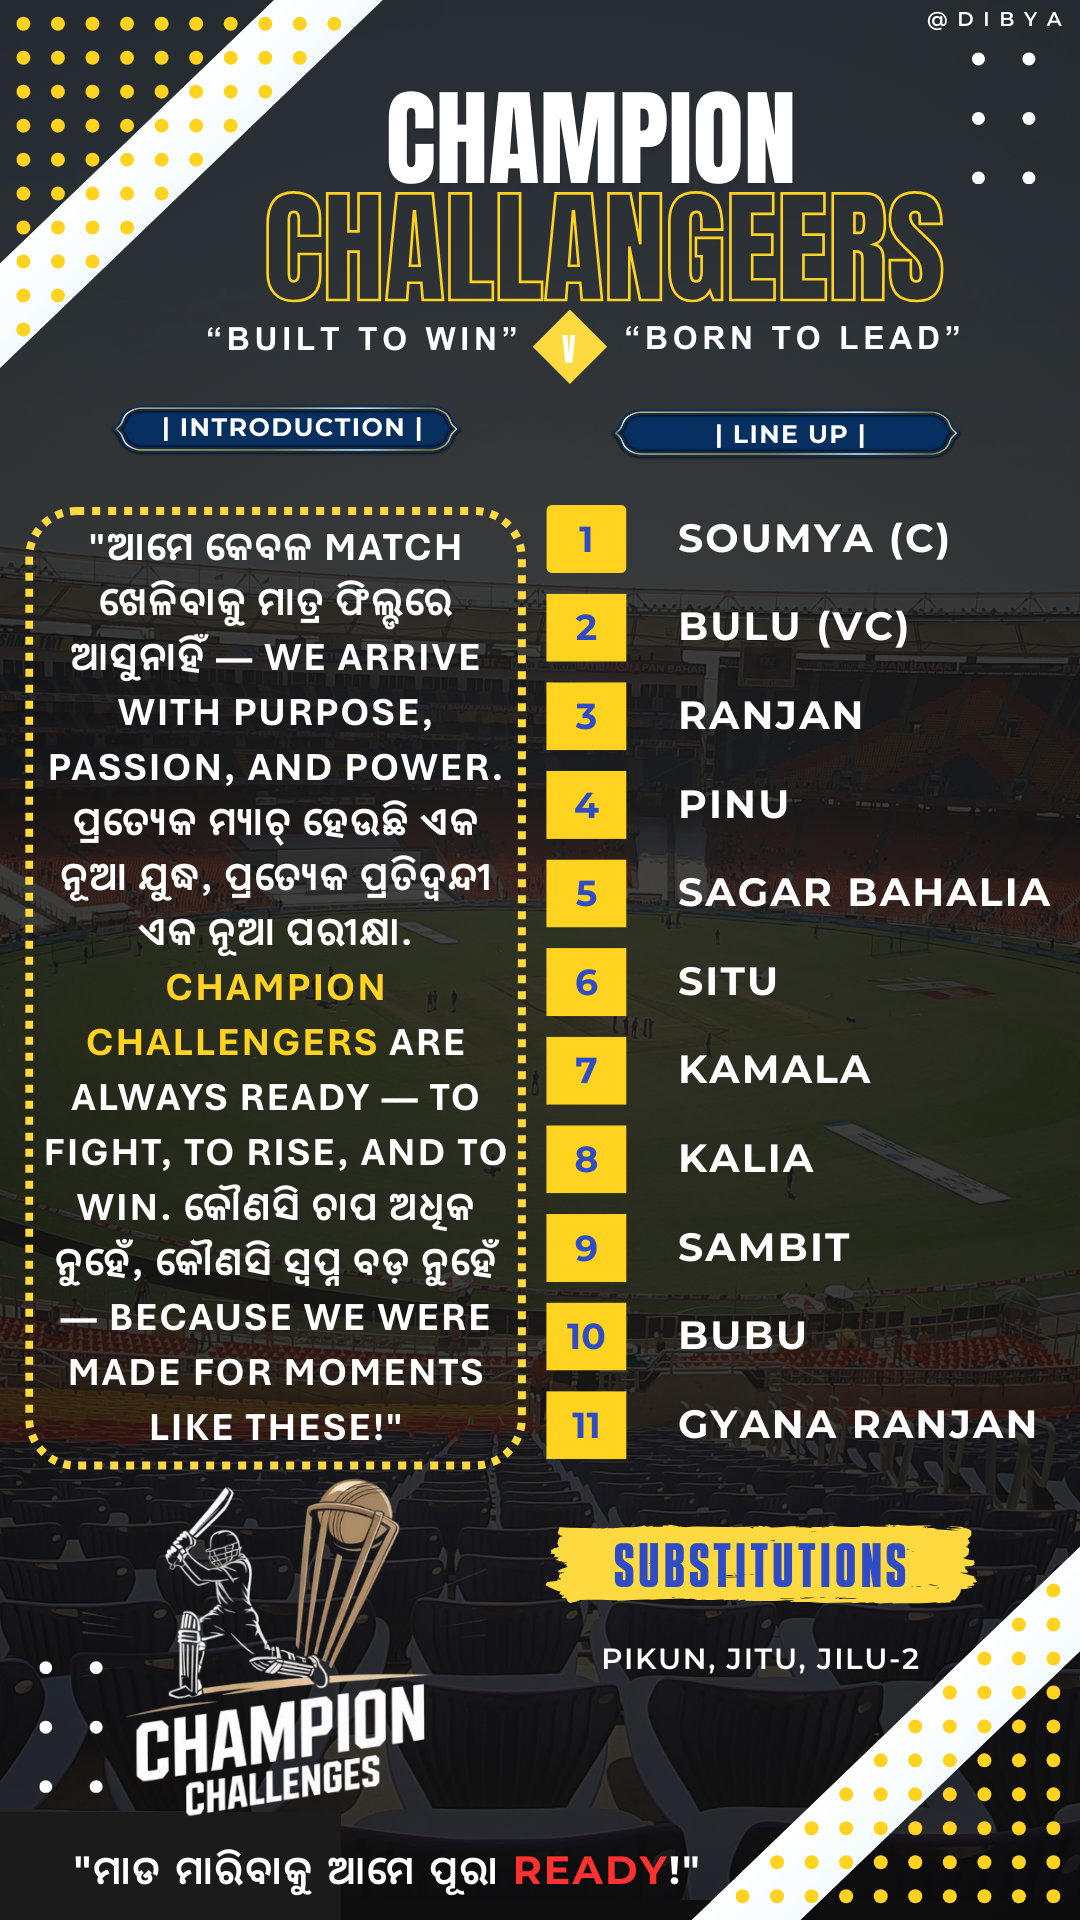 @DIBYA
CHAMPION
CHALLANGEERS
“BUILT TO WIN”
V
“BORN TO LEAD”
| INTRODUCTION |
"ଆମେ କେବଳ MATCH
ଖେଳିବାକୁ ମାତ୍ର ଫିଲ୍ଡରେ
ଆସୁନାହିଁ — WE ARRIVE
WITH PURPOSE,
PASSION, AND POWER.
ପ୍ରତ୍ୟେକ ମ୍ୟାଚ୍ ହେଉଛି ଏକ
ନୂଆ ଯୁଦ୍ଧ, ପ୍ରତ୍ୟେକ ପ୍ରତିଦ୍ୱନ୍ଦୀ
ଏକ ନୂଆ ପରୀକ୍ଷା.
CHAMPION
CHALLENGERS ARE
ALWAYS READY — TO
FIGHT, TO RISE, AND TO
WIN. କୌଣସି ଚାପ ଅଧିକ
ନୁହେଁ, କୌଣସି ସ୍ୱପ୍ନ ବଡ଼ ନୁହେଁ
— BECAUSE WE WERE
MADE FOR MOMENTS
LIKE THESE!"
| LINE UP |
1 SOUMYA (C)
2 BULU (VC)
3 RANJAN
4 PINU
5 SAGAR BAHALIA
6 SITU
7 KAMALA
8 KALIA
9 SAMBIT
10 BUBU
11 GYANA RANJAN
SUBSTITUTIONS
PIKUN, JITU, JILU-2
CHAMPION
CHALLENGES
"ମାଡ ମାରିବାକୁ ଆମେ ପୂରା READY!"